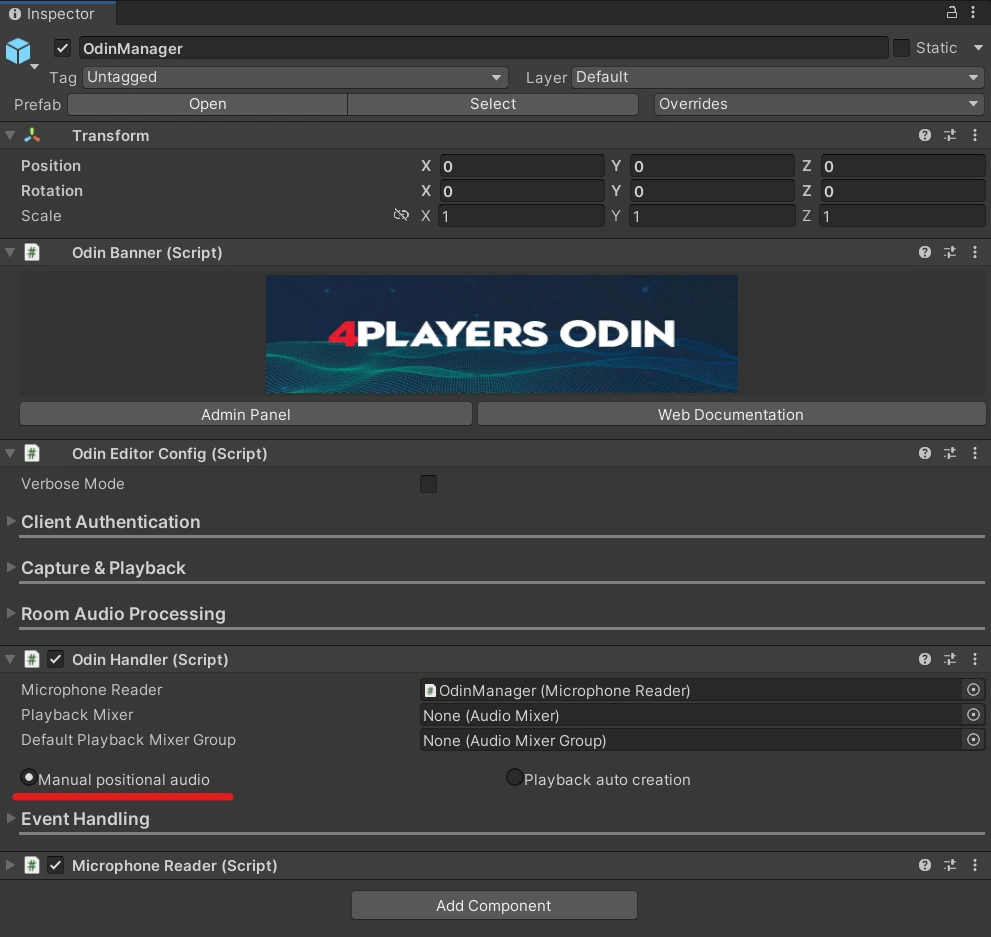 Inspector
OdinManager Static
Tag Untagged Layer Default
Prefab Open Select Overrides
Transform
Position X 0 Y 0 Z 0
Rotation X 0 Y 0 Z 0
Scale X 1 Y 1 Z 1
# Odin Banner (Script)
4PLAYERS ODIN
Admin Panel Web Documentation
# Odin Editor Config (Script)
Verbose Mode
Client Authentication
Capture & Playback
Room Audio Processing
# Odin Handler (Script)
Microphone Reader # OdinManager (Microphone Reader)
Playback Mixer None (Audio Mixer)
Default Playback Mixer Group None (Audio Mixer Group)
Manual positional audio Playback auto creation
Event Handling
# Microphone Reader (Script)
Add Component